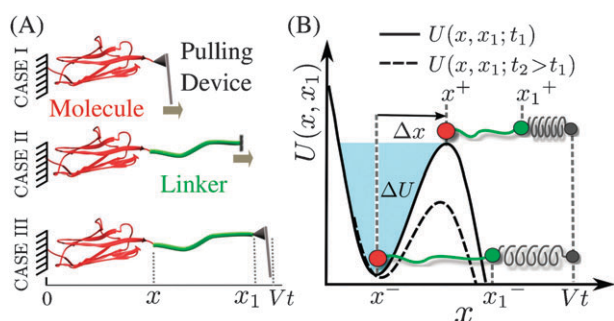 (A)
CASE I
Pulling
Device
Molecule
CASE II
Linker
CASE III
0
x
x₁
Vt
(B)
U(x, x₁; t₁)
U(x, x₁; t₂>t₁)
x⁺
x₁⁺
Δx
U(x, x₁)
ΔU
x⁻
x₁⁻
Vt
x